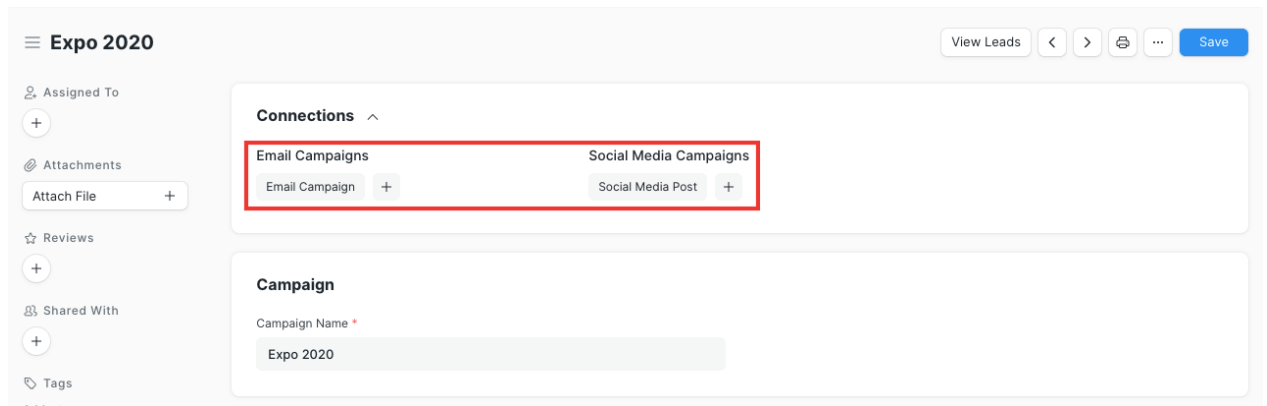 Expo 2020
View Leads
Save
Assigned To
Attachments
Attach File
Reviews
Shared With
Tags
Connections
Email Campaigns
Social Media Campaigns
Email Campaign
Social Media Post
Campaign
Campaign Name *
Expo 2020